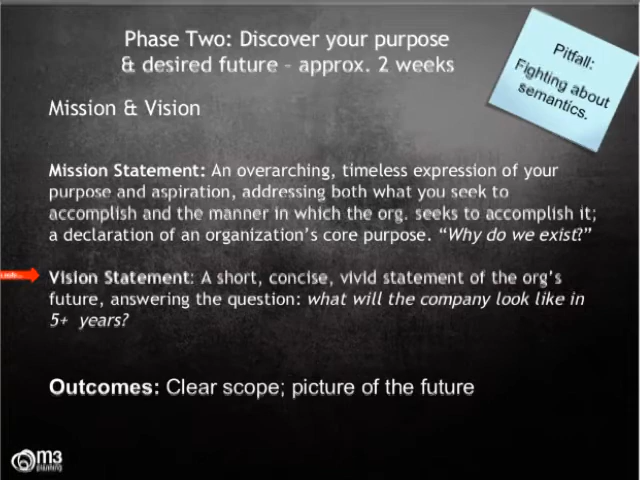 Phase Two: Discover your purpose
& desired future – approx. 2 weeks
Pitfall:
Fighting about
semantics.
Mission & Vision
Mission Statement: An overarching, timeless expression of your
purpose and aspiration, addressing both what you seek to
accomplish and the manner in which the org. seeks to accomplish it;
a declaration of an organization's core purpose. "Why do we exist?"
Vision Statement: A short, concise, vivid statement of the org's
future, answering the question: what will the company look like in
5+ years?
Outcomes: Clear scope; picture of the future
m3
planning